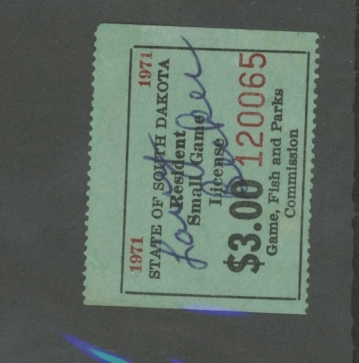 1971 1971
STATE OF SOUTH DAKOTA
Resident
Small Game
License
$3.00 120065
Game, Fish and Parks
Commission